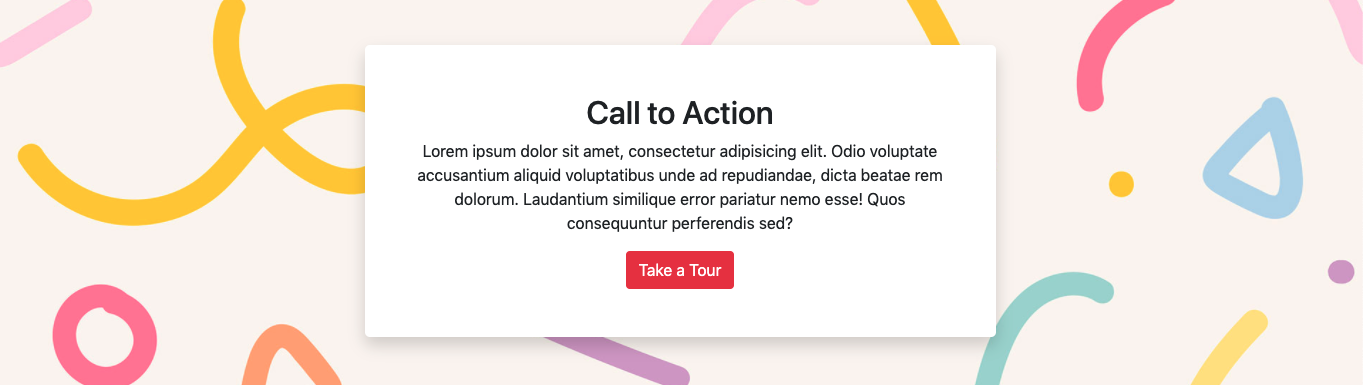 Call to Action
Lorem ipsum dolor sit amet, consectetur adipisicing elit. Odio voluptate
accusantium aliquid voluptatibus unde ad repudiandae, dicta beatae rem
dolorum. Laudantium similique error pariatur nemo esse! Quos
consequuntur perferendis sed?
Take a Tour